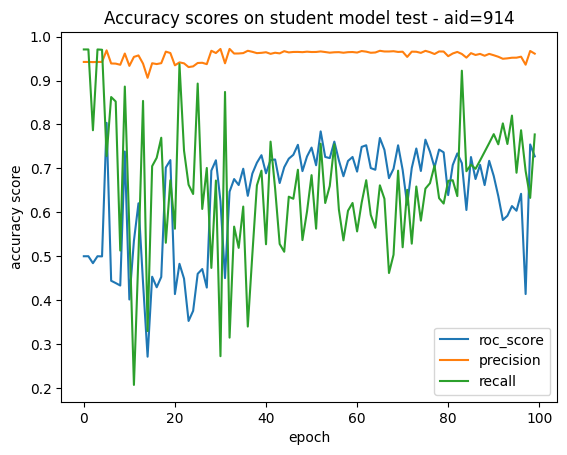 Accuracy scores on student model test - aid=914
accuracy score
1.0
0.9
0.8
0.7
0.6
0.5
0.4
0.3
0.2
0
20
40
60
80
100
epoch
roc_score
precision
recall